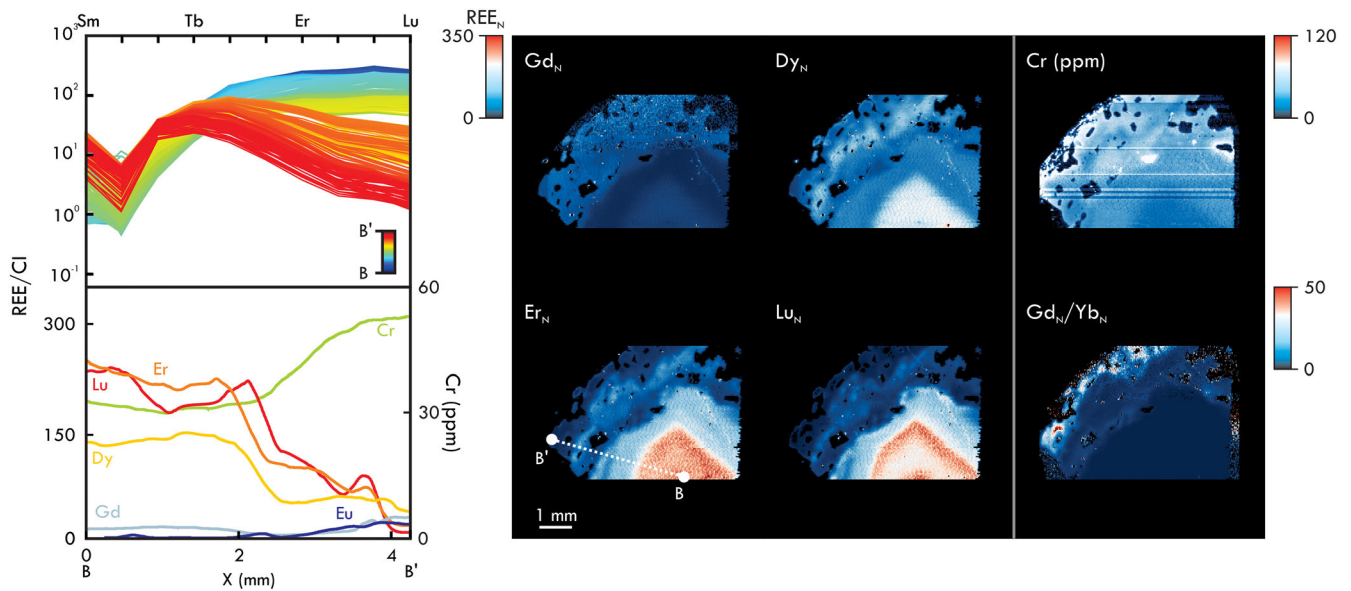 Sm Tb Er Lu
10³
10²
10¹
10⁰
10⁻¹
B'
B
REE/CI
300
150
0
Cr
Er
Lu
Dy
Gd
Eu
60
30
0
Cr (ppm)
0 2 4
B X (mm) B'
REE_N
350
0
Gd_N
Dy_N
Cr (ppm)
120
0
Er_N
Lu_N
Gd_N/Yb_N
50
0
B'
B
1 mm